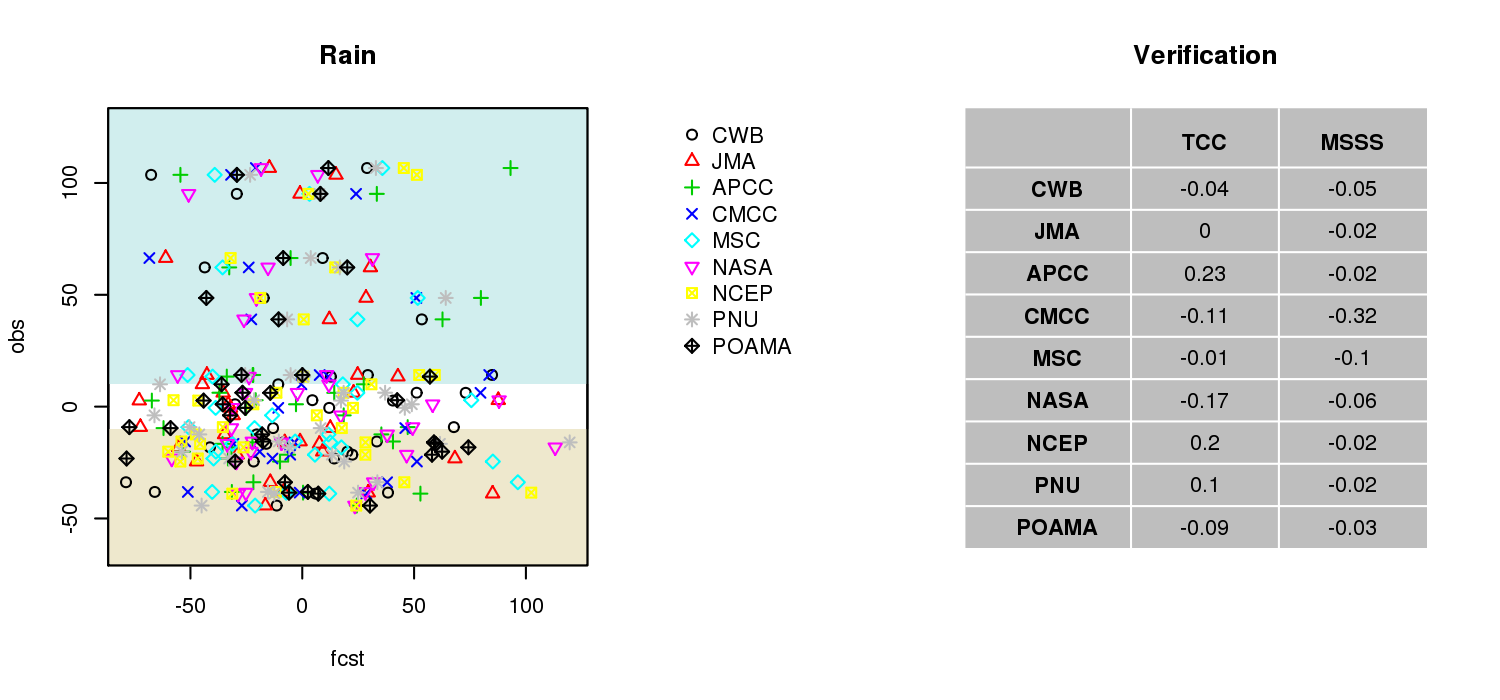 Rain
obs
100
50
0
-50
-50 0 50 100
fcst
CWB
JMA
APCC
CMCC
MSC
NASA
NCEP
PNU
POAMA
Verification
TCC MSSS
CWB -0.04 -0.05
JMA 0 -0.02
APCC 0.23 -0.02
CMCC -0.11 -0.32
MSC -0.01 -0.1
NASA -0.17 -0.06
NCEP 0.2 -0.02
PNU 0.1 -0.02
POAMA -0.09 -0.03